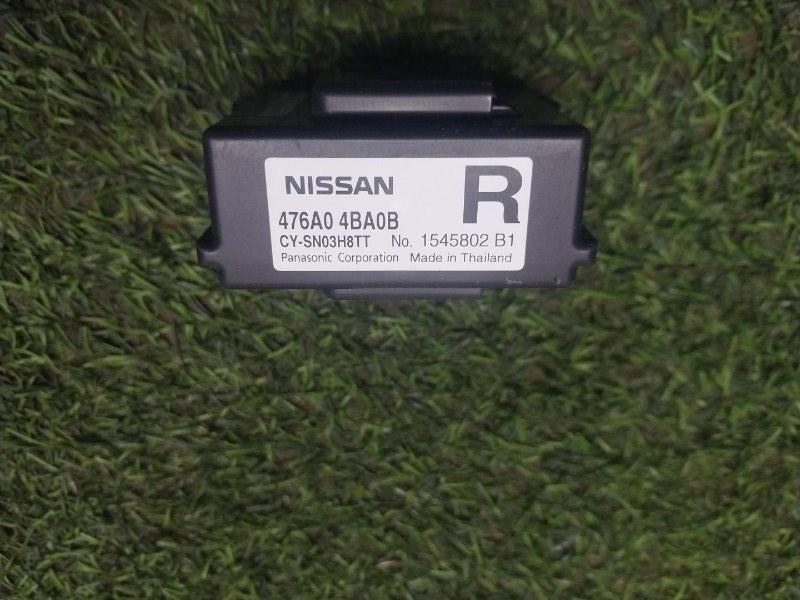 NISSAN R
476A0 4BA0B
CY-SN03H8TT No. 1545802 B1
Panasonic Corporation Made in Thailand